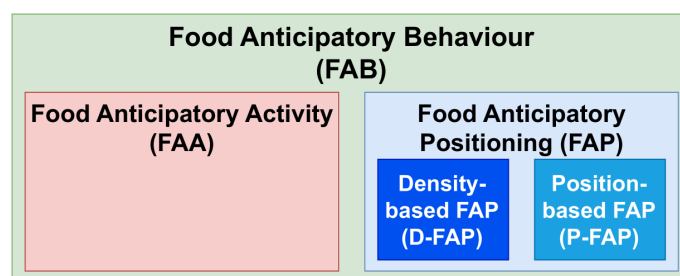 Food Anticipatory Behaviour
(FAB)
Food Anticipatory Activity
(FAA)
Food Anticipatory
Positioning (FAP)
Density-
based FAP
(D-FAP)
Position-
based FAP
(P-FAP)